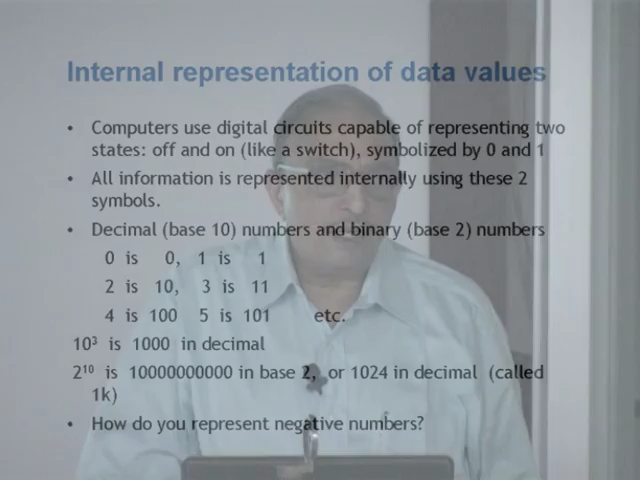 Internal representation of data values
• Computers use digital circuits capable of representing two
states: off and on (like a switch), symbolized by 0 and 1
• All information is represented internally using these 2
symbols.
• Decimal (base 10) numbers and binary (base 2) numbers
0 is 0, 1 is 1
2 is 10, 3 is 11
4 is 100 5 is 101 etc.
10³ is 1000 in decimal
2¹⁰ is 10000000000 in base 2, or 1024 in decimal (called
1k)
• How do you represent negative numbers?